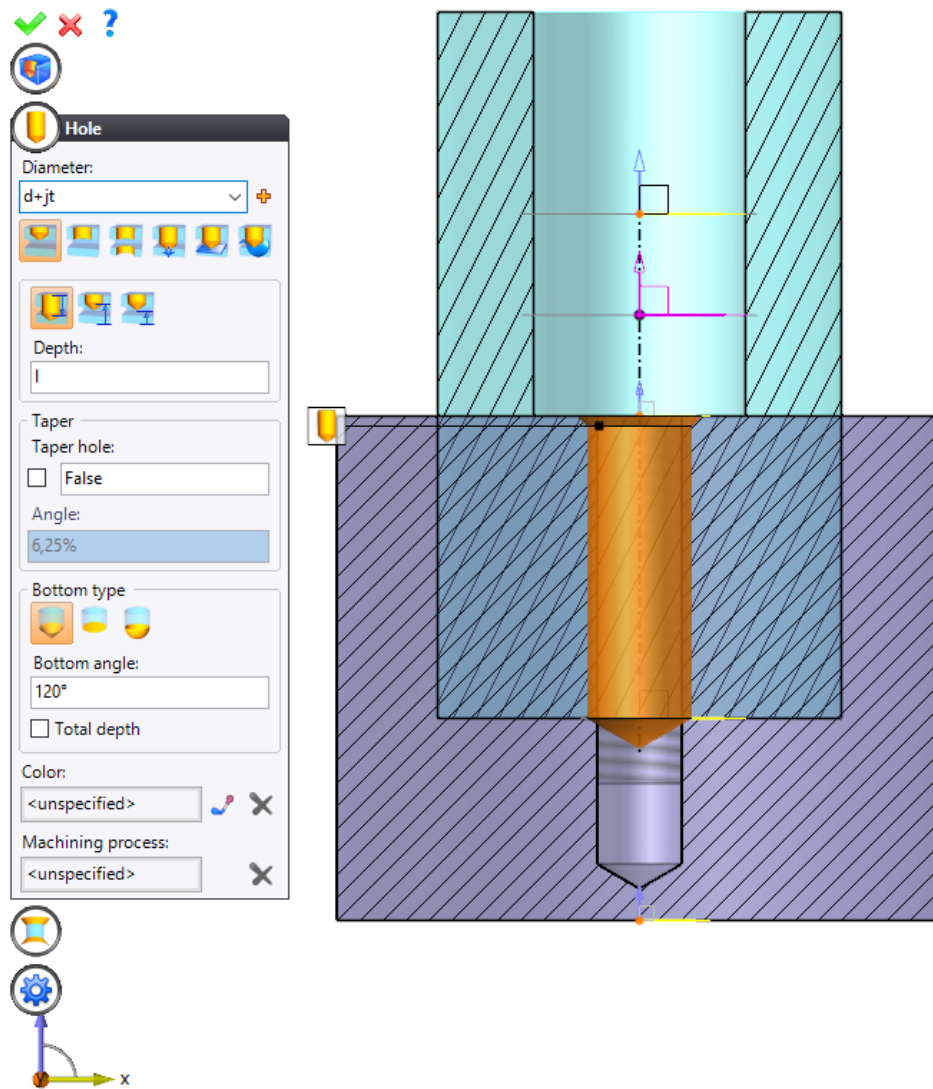 ?
Hole
Diameter:
d+jt
Depth:
l
Taper
Taper hole:
False
Angle:
6,25%
Bottom type
Bottom angle:
120°
Total depth
Color:
<unspecified>
Machining process:
<unspecified>
y
x